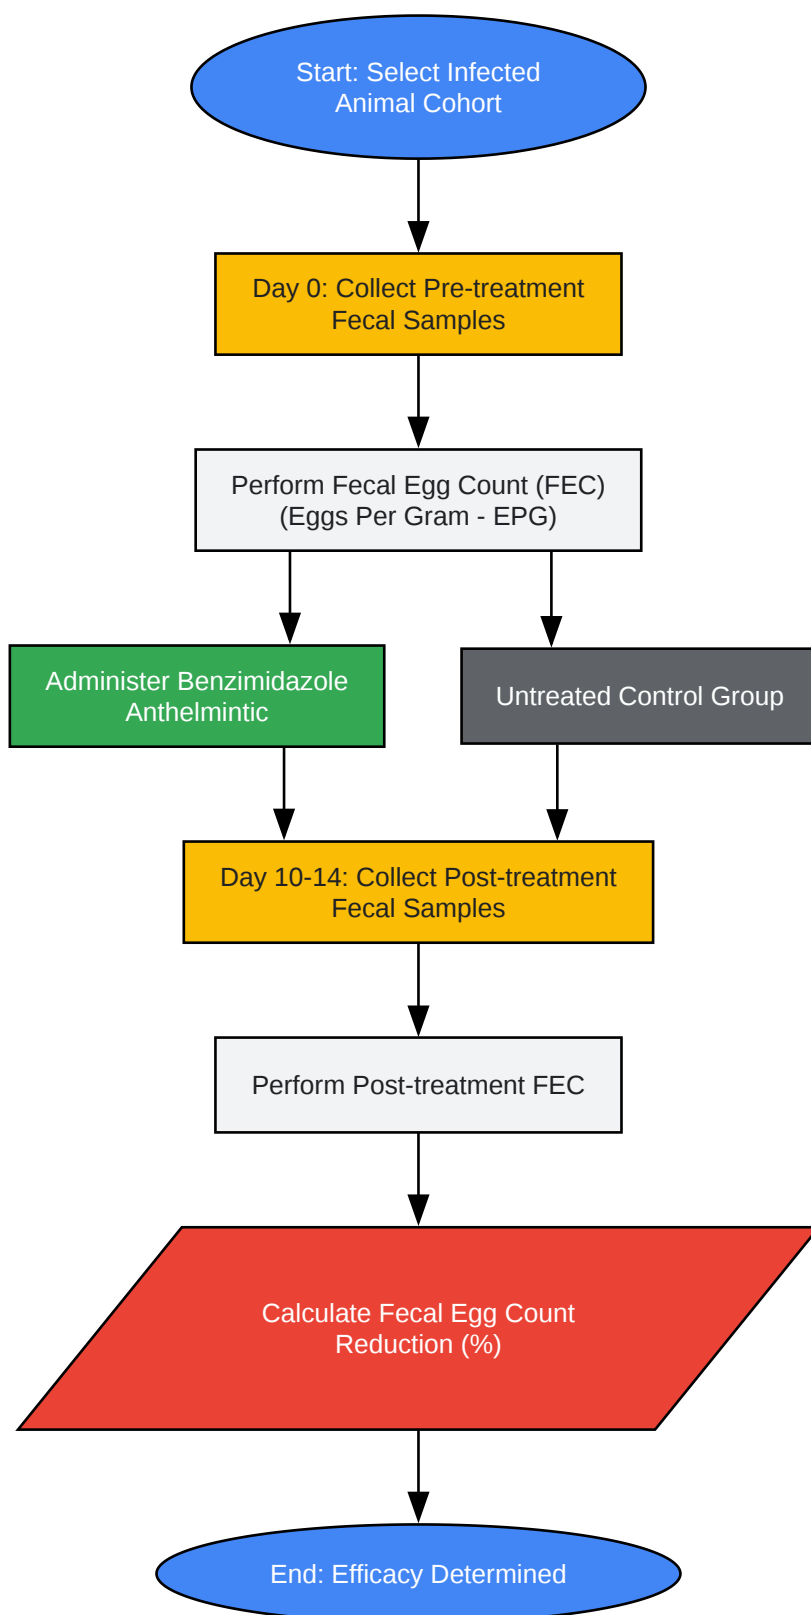 Start: Select Infected
Animal Cohort
Day 0: Collect Pre-treatment
Fecal Samples
Perform Fecal Egg Count (FEC)
(Eggs Per Gram - EPG)
Administer Benzimidazole
Anthelmintic
Untreated Control Group
Day 10-14: Collect Post-treatment
Fecal Samples
Perform Post-treatment FEC
Calculate Fecal Egg Count
Reduction (%)
End: Efficacy Determined